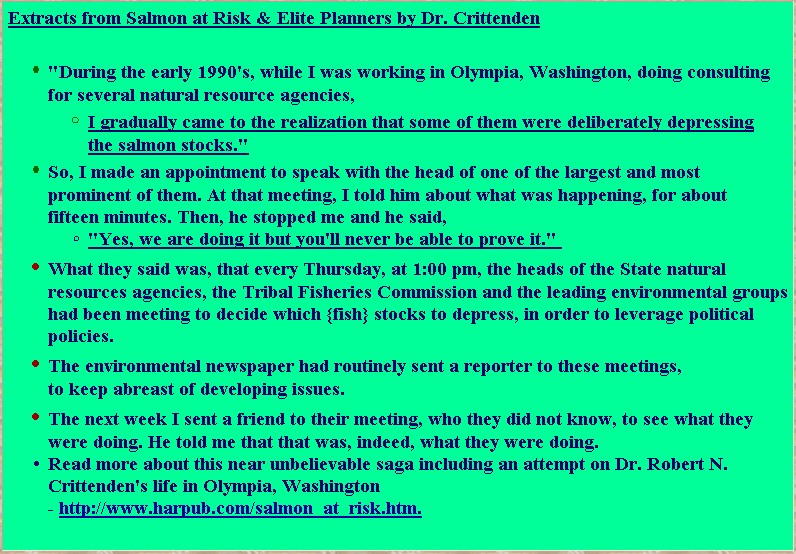 Extracts from Salmon at Risk & Elite Planners by Dr. Crittenden
"During the early 1990's, while I was working in Olympia, Washington, doing consulting
for several natural resource agencies,
I gradually came to the realization that some of them were deliberately depressing
the salmon stocks."
So, I made an appointment to speak with the head of one of the largest and most
prominent of them. At that meeting, I told him about what was happening, for about
fifteen minutes. Then, he stopped me and he said,
"Yes, we are doing it but you'll never be able to prove it."
What they said was, that every Thursday, at 1:00 pm, the heads of the State natural
resources agencies, the Tribal Fisheries Commission and the leading environmental groups
had been meeting to decide which {fish} stocks to depress, in order to leverage political
policies.
The environmental newspaper had routinely sent a reporter to these meetings,
to keep abreast of developing issues.
The next week I sent a friend to their meeting, who they did not know, to see what they
were doing. He told me that that was, indeed, what they were doing.
Read more about this near unbelievable saga including an attempt on Dr. Robert N.
Crittenden's life in Olympia, Washington
- http://www.harpub.com/salmon_at_risk.htm.